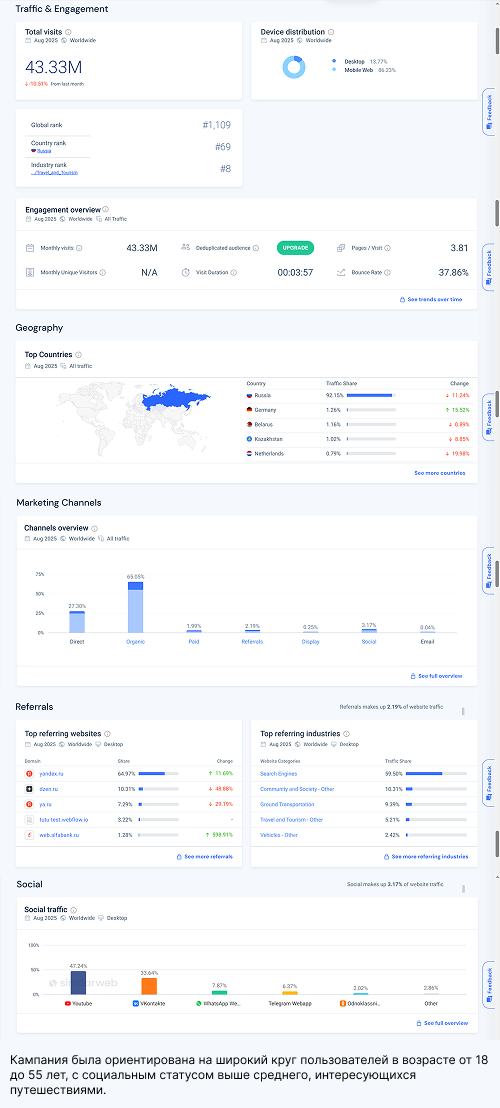 Traffic & Engagement
Total visits
Aug 2025 Worldwide
43.33M
10.51% from last month
Device distribution
Aug 2025 Worldwide
Desktop 13.77%
Mobile Web 86.23%
Feedback
Global rank #1,109
Country rank #69
Russia
Industry rank #8
.../Travel_and_Tourism
Engagement overview
Aug 2025 Worldwide All Traffic
Monthly visits 43.33M
Deduplicated audience UPGRADE
Pages / Visit 3.81
Monthly Unique Visitors N/A
Visit Duration 00:03:57
Bounce Rate 37.86%
Feedback
See trends over time
Geography
Top Countries
Aug 2025 All traffic
Country Traffic Share Change
Russia 92.15% 11.24%
Germany 1.26% 15.52%
Belarus 1.16% 0.89%
Kazakhstan 1.02% 8.85%
Netherlands 0.79% 19.98%
Feedback
See more countries
Marketing Channels
Channels overview
Aug 2025 Worldwide All traffic
75%
50%
25%
0%
27.30% 65.05% 1.99% 2.19% 0.25% 3.17% 0.04%
Direct Organic Paid Referrals Display Social Email
Feedback
See full overview
Referrals
Referrals makes up 2.19% of website traffic
Top referring websites
Aug 2025 Worldwide Desktop
Domain Share Change
yandex.ru 64.97% 11.69%
dzen.ru 10.31% 48.88%
ya.ru 7.29% 29.19%
tutu-test.webflow.io 3.22% -
web.alfabank.ru 1.28% 598.91%
See more referrals
Top referring industries
Aug 2025 Worldwide Desktop
Website Categories Traffic Share
Search Engines 59.50%
Community and Society - Other 10.31%
Ground Transportation 9.39%
Travel and Tourism - Other 5.21%
Vehicles - Other 2.42%
See more referring industries
Feedback
Social
Social makes up 3.17% of website traffic
Social traffic
Aug 2025 Worldwide Desktop
100%
50%
0%
similarweb
47.24% 33.64% 7.87% 6.37% 2.02% 2.86%
Youtube VKontakte WhatsApp We... Telegram Webapp Odnoklassni... Other
Feedback
See full overview
Кампания была ориентирована на широкий круг пользователей в возрасте от 18
до 55 лет, с социальным статусом выше среднего, интересующихся
путешествиями.